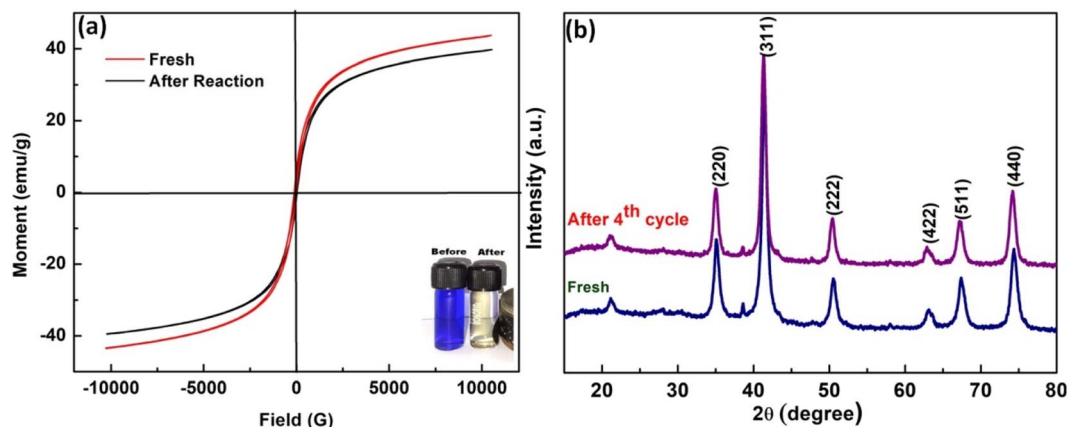 (a)
Fresh
After Reaction
Moment (emu/g)
40
20
0
-20
-40
-10000 -5000 0 5000 10000
Field (G)
Before After
(b)
Intensity (a.u.)
(220)
(311)
(222)
(422)
(511)
(440)
After 4th cycle
Fresh
20 30 40 50 60 70 80
2θ (degree)